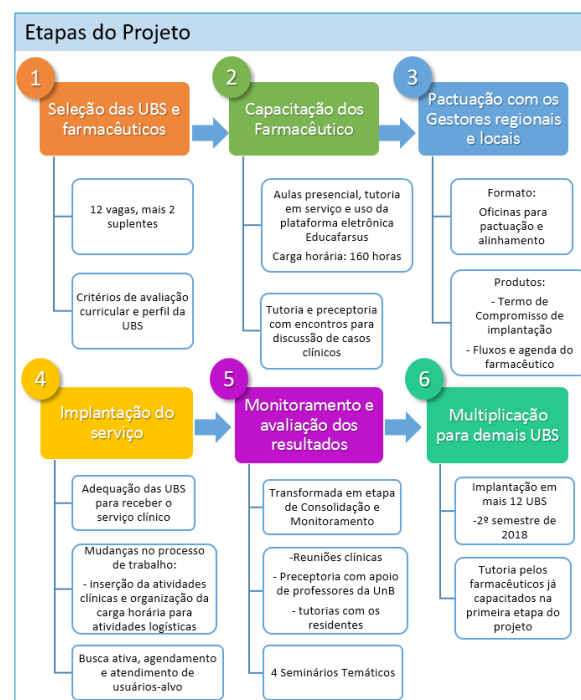 Etapas do Projeto
1
Seleção das UBS e
farmacêuticos
12 vagas, mais 2
suplentes
Critérios de avaliação
curricular e perfil da
UBS
2
Capacitação dos
Farmacêutico
Aulas presencial, tutoria
em serviço e uso da
plataforma eletrônica
Educafarsus
Carga horária: 160 horas
Tutoria e preceptoria
com encontros para
discussão de casos
clínicos
3
Pactuação com os
Gestores regionais
e locais
Formato:
Oficinas para
pactuação e
alinhamento
Produtos:
- Termo de
Compromisso de
implantação
- Fluxos e agenda do
farmacêutico
4
Implantação do
serviço
Adequação das UBS
para receber o
serviço clínico
Mudanças no processo
de trabalho:
- inserção da atividades
clínicas e organização da
carga horária para
atividades logísticas
Busca ativa, agendamento
e atendimento de
usuários-alvo
5
Monitoramento e
avaliação dos
resultados
Transformada em etapa
de Consolidação e
Monitoramento
-Reuniões clínicas
- Preceptoria com apoio
de professores da UnB
- tutorias com os
residentes
4 Seminários Temáticos
6
Multiplicação
para demais UBS
Implantação em
mais 12 UBS
-2º semestre de
2018
Tutoria pelos
farmacêuticos já
capacitados na
primeira etapa do
projeto